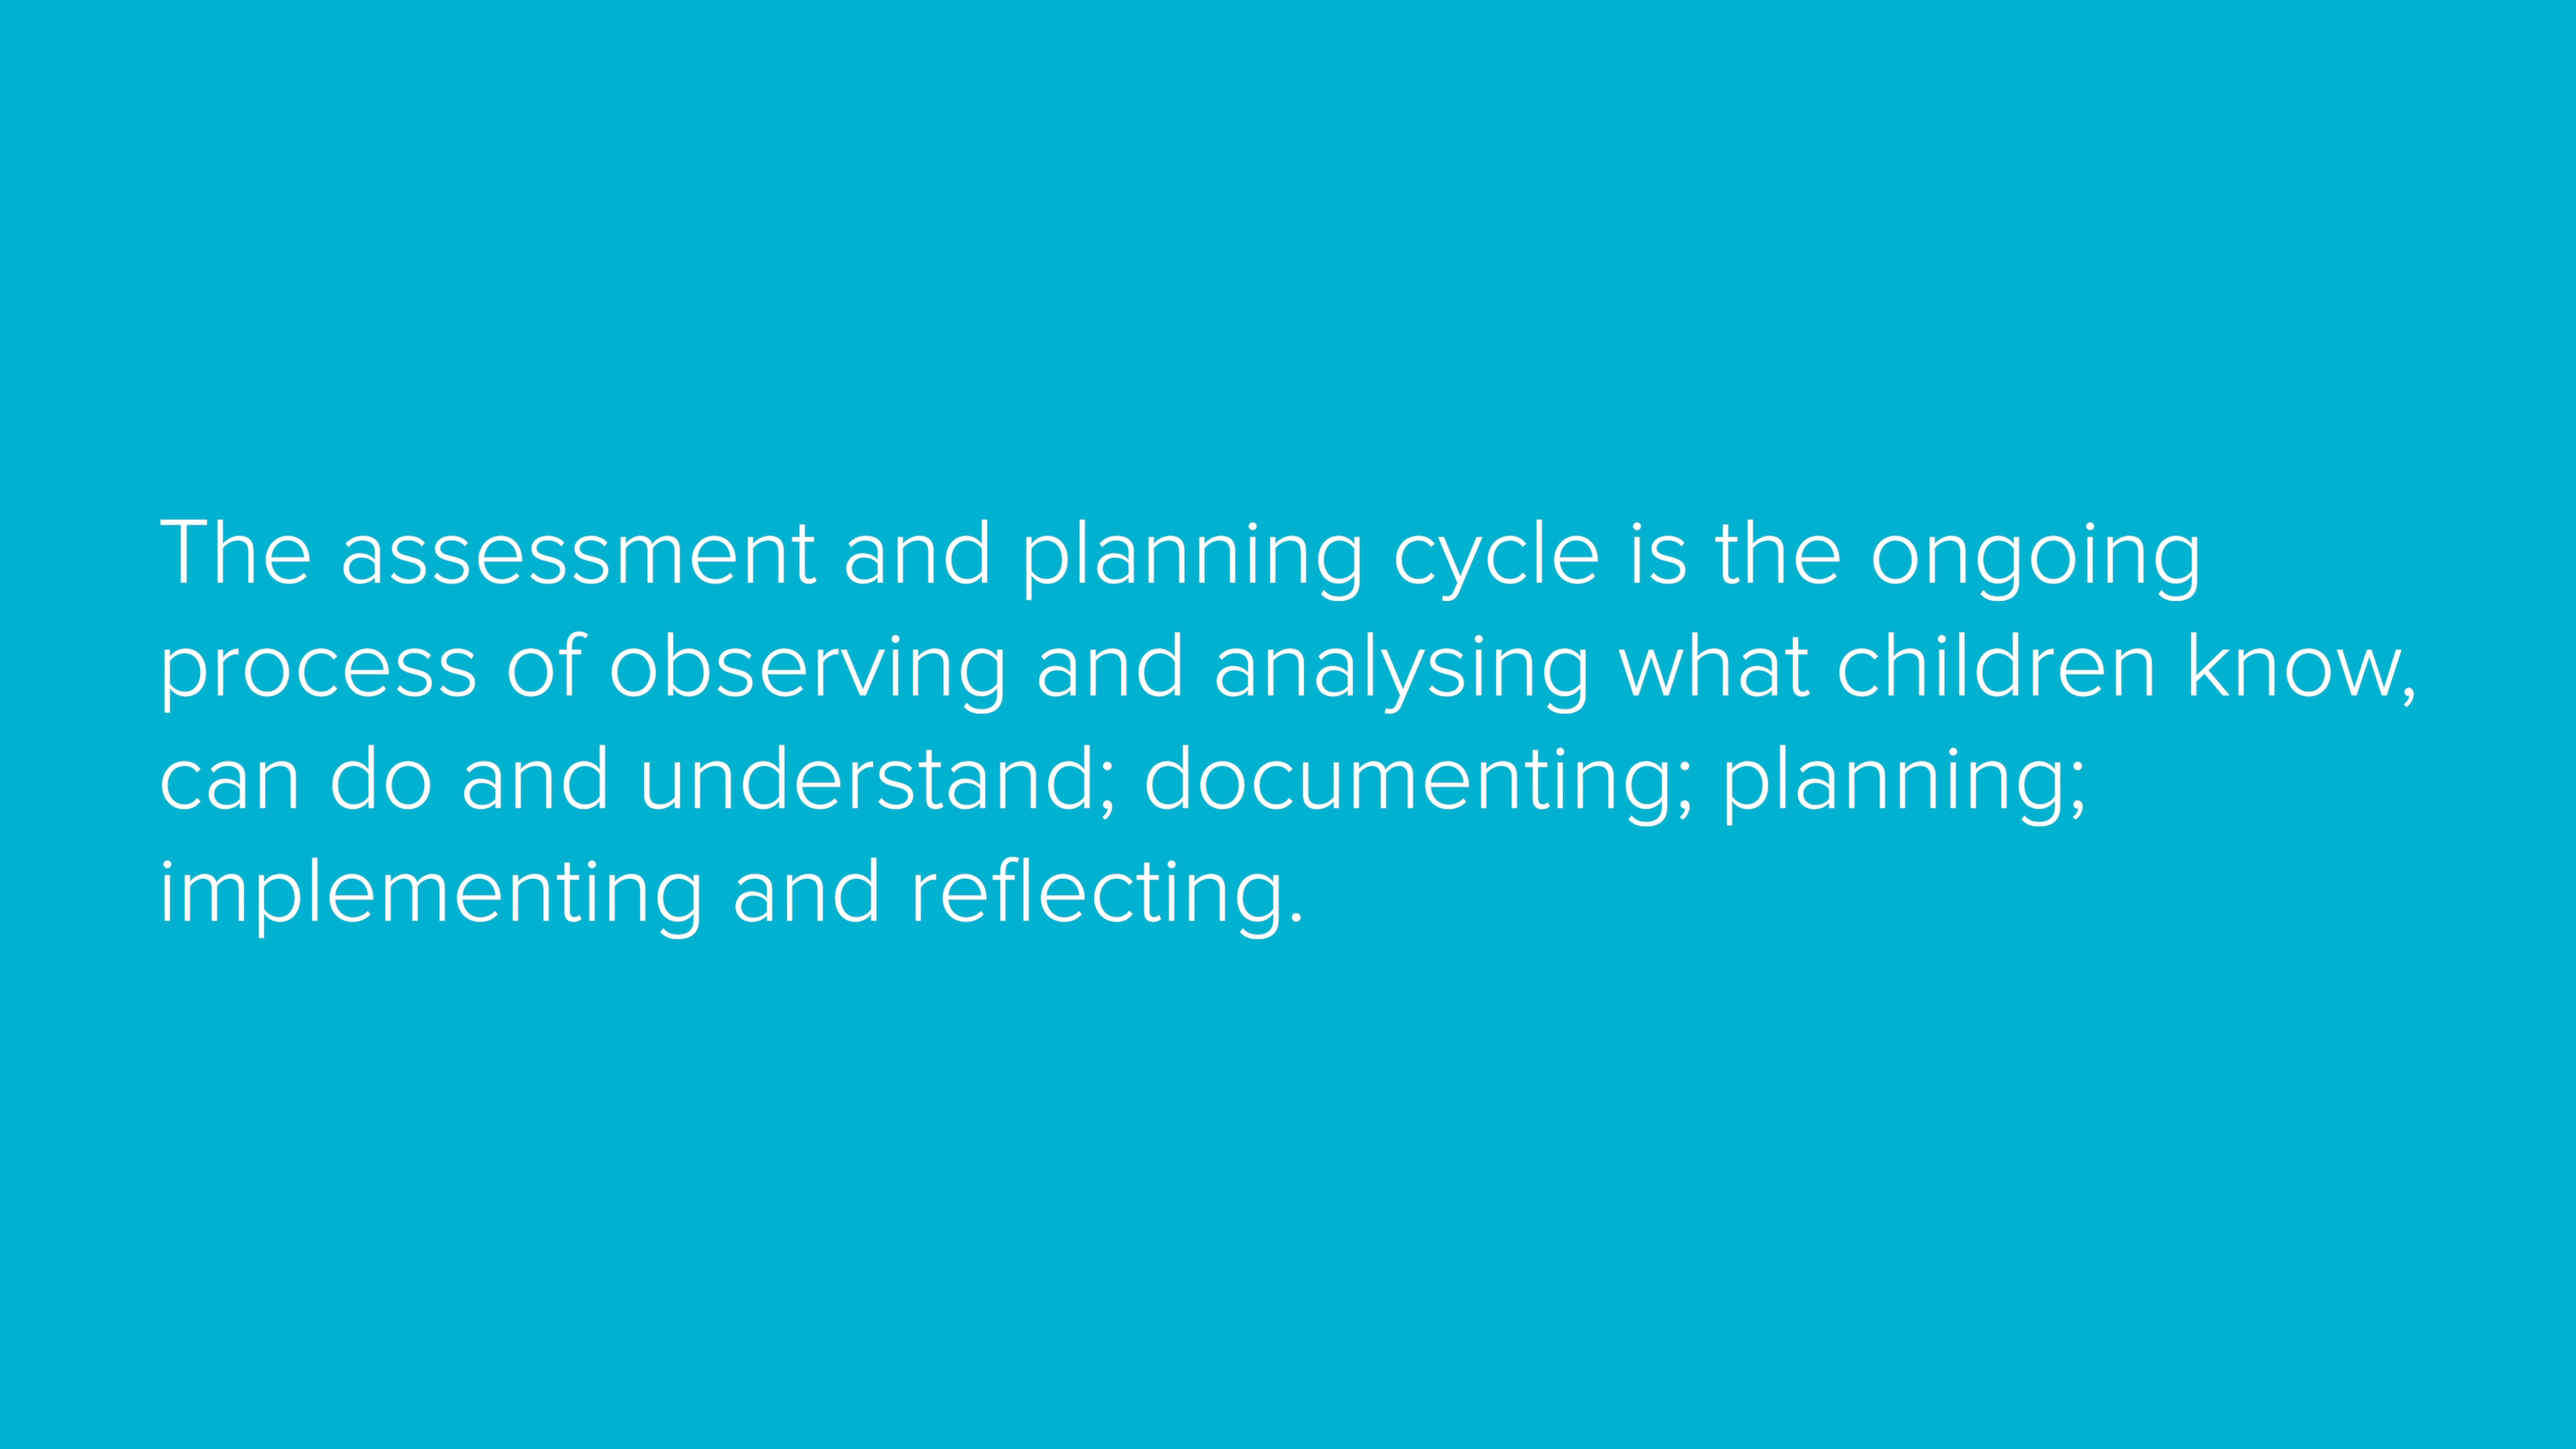 The assessment and planning cycle is the ongoing
process of observing and analysing what children know,
can do and understand; documenting; planning;
implementing and reflecting.